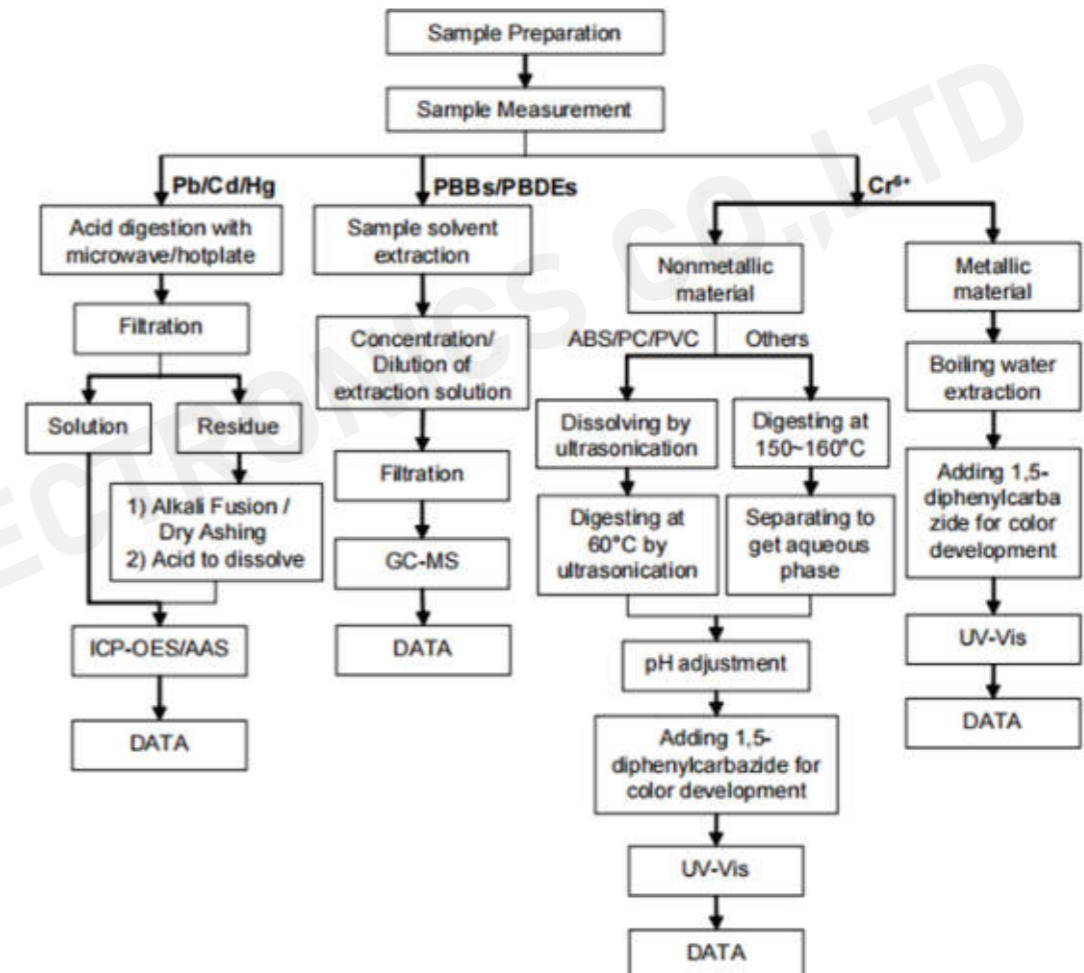 Sample Preparation
Sample Measurement
Pb/Cd/Hg
PBBs/PBDEs
Cr6+
Acid digestion with
microwave/hotplate
Filtration
Solution
Residue
1) Alkali Fusion /
Dry Ashing
2) Acid to dissolve
ICP-OES/AAS
DATA
Sample solvent
extraction
Concentration/
Dilution of
extraction solution
Filtration
GC-MS
DATA
Nonmetallic
material
ABS/PC/PVC
Others
Dissolving by
ultrasonication
Digesting at
60°C by
ultrasonication
Digesting at
150~160°C
Separating to
get aqueous
phase
pH adjustment
Adding 1,5-
diphenylcarbazide for
color development
UV-Vis
DATA
Metallic
material
Boiling water
extraction
Adding 1,5-
diphenylcarba
zide for color
development
UV-Vis
DATA
CO.,LTD